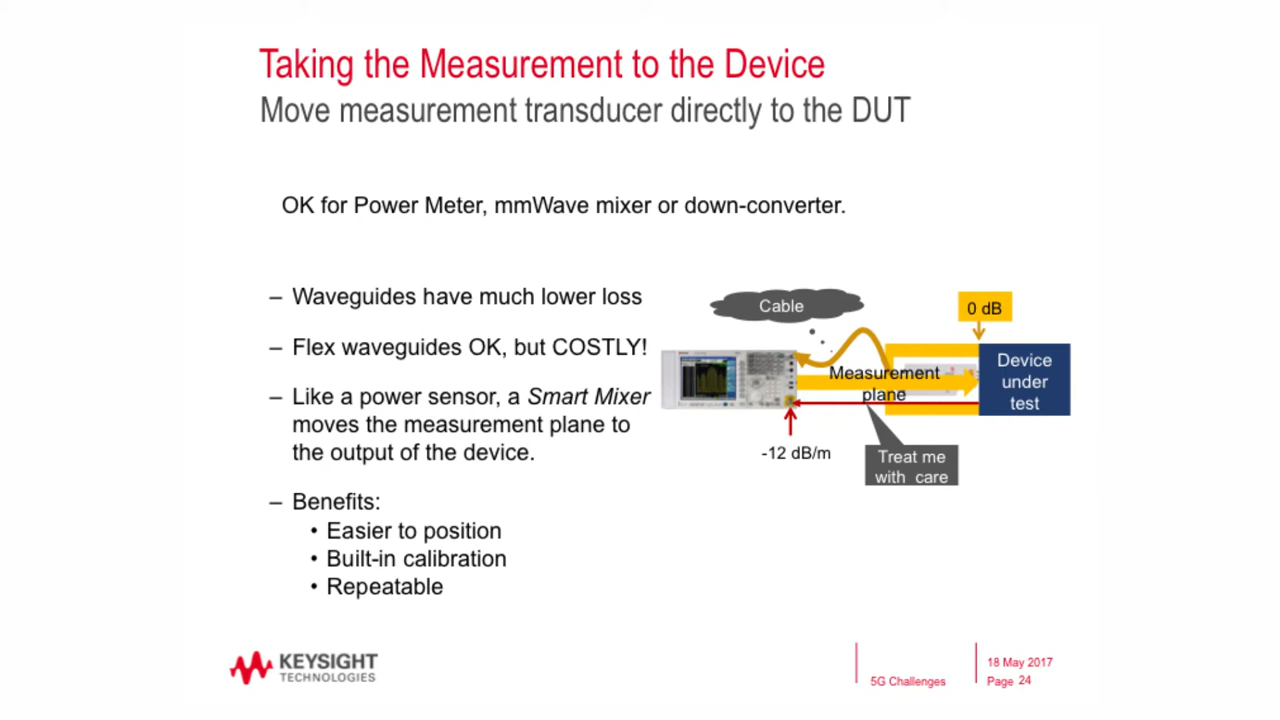 Taking the Measurement to the Device
Move measurement transducer directly to the DUT
OK for Power Meter, mmWave mixer or down-converter.
– Waveguides have much lower loss
– Flex waveguides OK, but COSTLY!
– Like a power sensor, a Smart Mixer
moves the measurement plane to
the output of the device.
– Benefits:
• Easier to position
• Built-in calibration
• Repeatable
Cable
0 dB
Measurement
plane
Device
under
test
-12 dB/m
Treat me
with care
KEYSIGHT
TECHNOLOGIES
5G Challenges
18 May 2017
Page 24